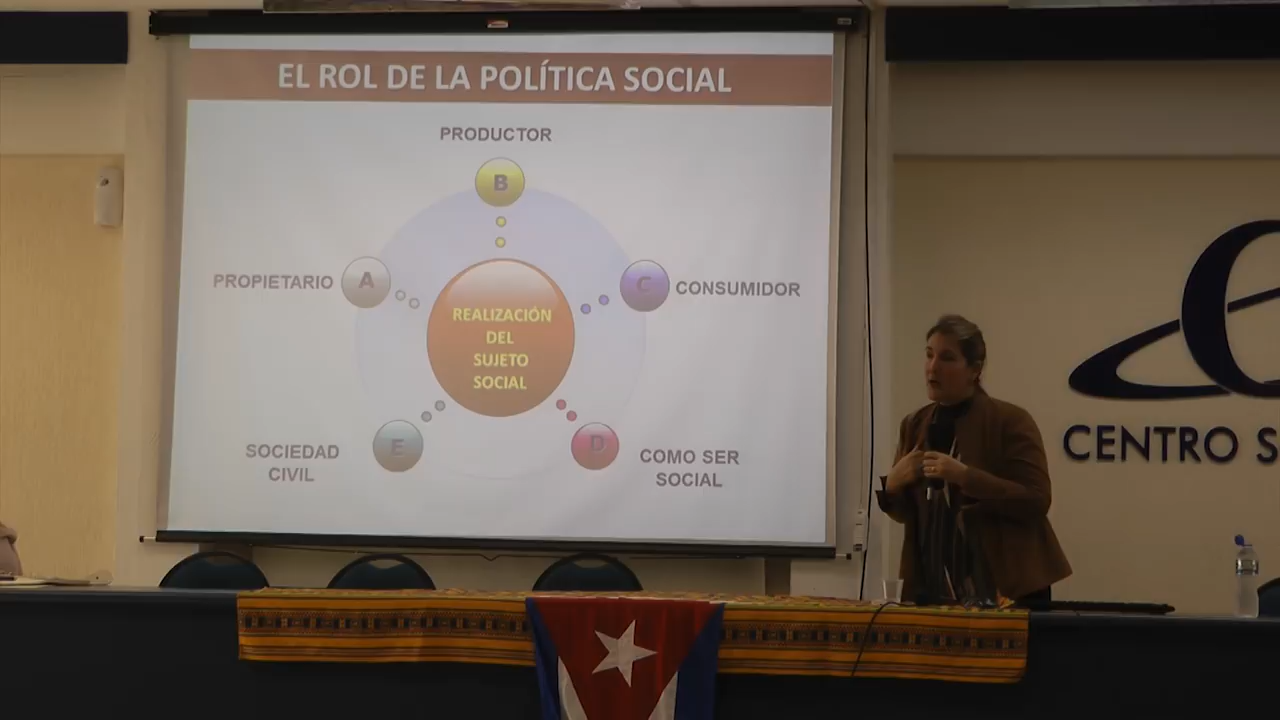 EL ROL DE LA POLÍTICA SOCIAL
PRODUCTOR
B
PROPIETARIO
A
C
CONSUMIDOR
REALIZACIÓN
DEL
SUJETO
SOCIAL
E
D
SOCIEDAD
CIVIL
COMO SER
SOCIAL
CENTRO S